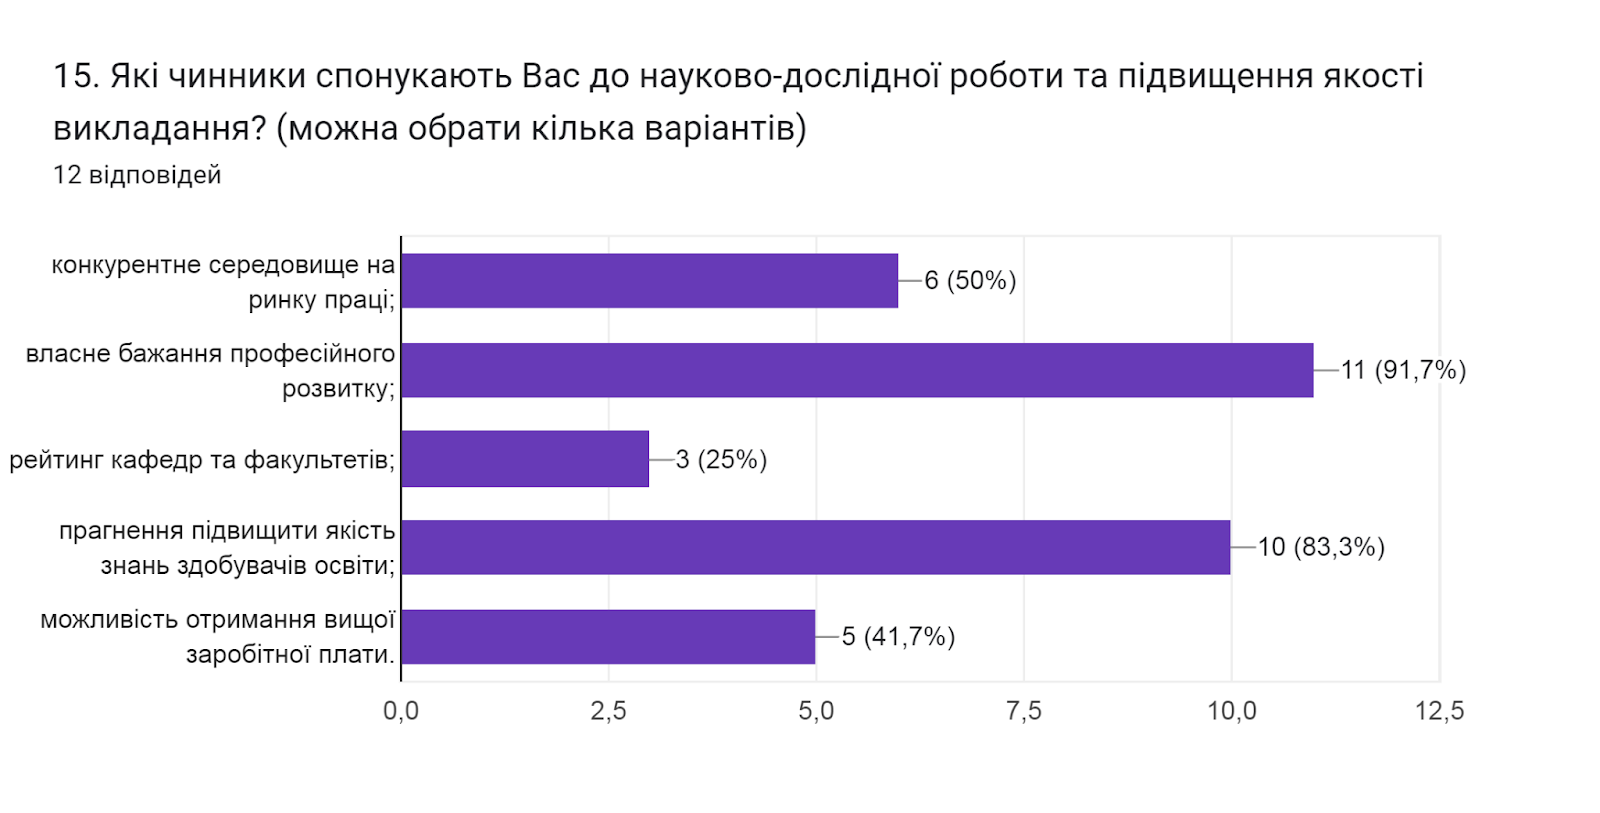 15. Які чинники спонукають Вас до науково-дослідної роботи та підвищення якості
викладання? (можна обрати кілька варіантів)
12 відповідей
конкурентне середовище на
ринку праці;
6 (50%)
власне бажання професійного
розвитку;
11 (91,7%)
рейтинг кафедр та факультетів;
3 (25%)
прагнення підвищити якість
знань здобувачів освіти;
10 (83,3%)
можливість отримання вищої
заробітної плати.
5 (41,7%)
0,0 2,5 5,0 7,5 10,0 12,5